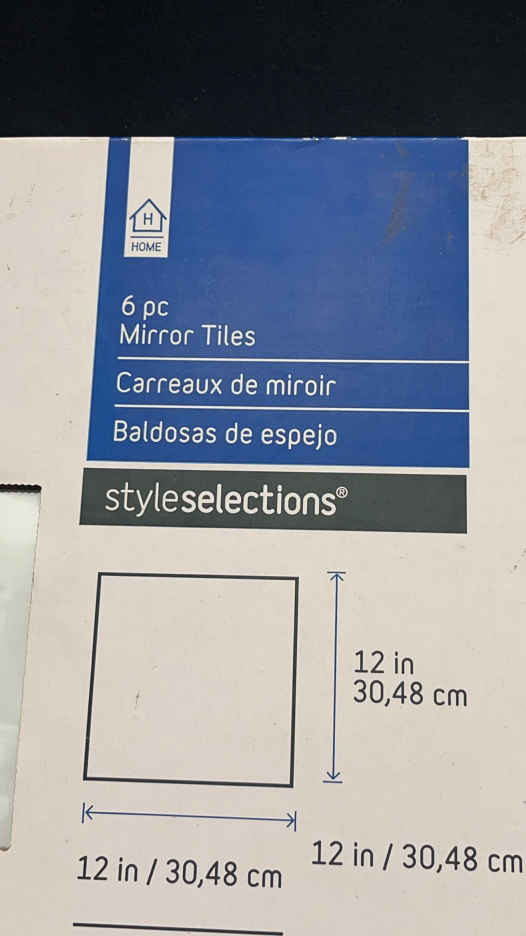 H
HOME
6 pc
Mirror Tiles
Carreaux de miroir
Baldosas de espejo
styleselections®
12 in
30,48 cm
12 in / 30,48 cm
12 in / 30,48 cm